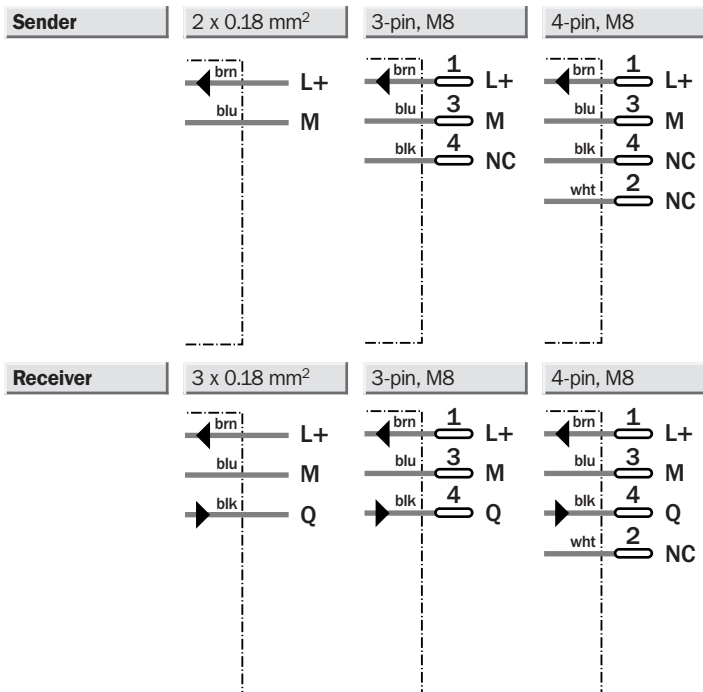 Sender 2 x 0.18 mm² 3-pin, M8 4-pin, M8
brn L+ brn 1 L+ brn 1 L+
blu M blu 3 M blu 3 M
blk 4 NC blk 4 NC
wht 2 NC
Receiver 3 x 0.18 mm² 3-pin, M8 4-pin, M8
brn L+ brn 1 L+ brn 1 L+
blu M blu 3 M blu 3 M
blk Q blk 4 Q blk 4 Q
wht 2 NC